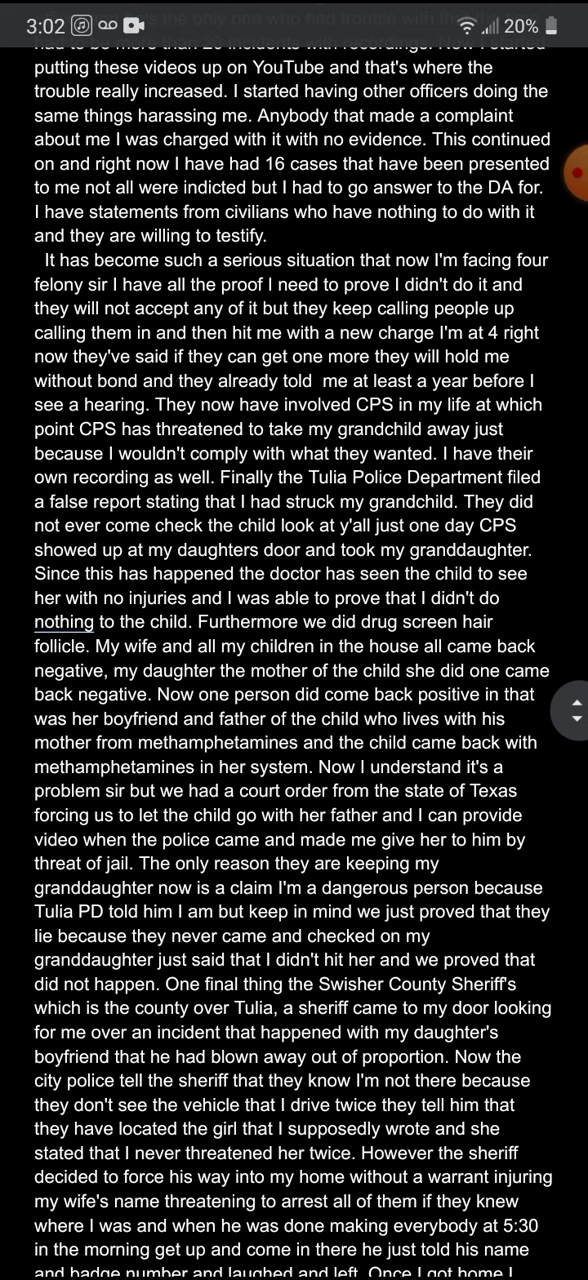 3:02 20%
the only one who had trouble with
had to be more than 20 incidents with recordings. Now I started
putting these videos up on YouTube and that's where the
trouble really increased. I started having other officers doing the
same things harassing me. Anybody that made a complaint
about me I was charged with it with no evidence. This continued
on and right now I have had 16 cases that have been presented
to me not all were indicted but I had to go answer to the DA for.
I have statements from civilians who have nothing to do with it
and they are willing to testify.
It has become such a serious situation that now I'm facing four
felony sir I have all the proof I need to prove I didn't do it and
they will not accept any of it but they keep calling people up
calling them in and then hit me with a new charge I'm at 4 right
now they've said if they can get one more they will hold me
without bond and they already told  me at least a year before I
see a hearing. They now have involved CPS in my life at which
point CPS has threatened to take my grandchild away just
because I wouldn't comply with what they wanted. I have their
own recording as well. Finally the Tulia Police Department filed
a false report stating that I had struck my grandchild. They did
not ever come check the child look at y'all just one day CPS
showed up at my daughters door and took my granddaughter.
Since this has happened the doctor has seen the child to see
her with no injuries and I was able to prove that I didn't do
nothing to the child. Furthermore we did drug screen hair
follicle. My wife and all my children in the house all came back
negative, my daughter the mother of the child she did one came
back negative. Now one person did come back positive in that
was her boyfriend and father of the child who lives with his
mother from methamphetamines and the child came back with
methamphetamines in her system. Now I understand it's a
problem sir but we had a court order from the state of Texas
forcing us to let the child go with her father and I can provide
video when the police came and made me give her to him by
threat of jail. The only reason they are keeping my
granddaughter now is a claim I'm a dangerous person because
Tulia PD told him I am but keep in mind we just proved that they
lie because they never came and checked on my
granddaughter just said that I didn't hit her and we proved that
did not happen. One final thing the Swisher County Sheriff's
which is the county over Tulia, a sheriff came to my door looking
for me over an incident that happened with my daughter's
boyfriend that he had blown away out of proportion. Now the
city police tell the sheriff that they know I'm not there because
they don't see the vehicle that I drive twice they tell him that
they have located the girl that I supposedly wrote and she
stated that I never threatened her twice. However the sheriff
decided to force his way into my home without a warrant injuring
my wife's name threatening to arrest all of them if they knew
where I was and when he was done making everybody at 5:30
in the morning get up and come in there he just told his name
and badge number and laughed and left. Once I got home I